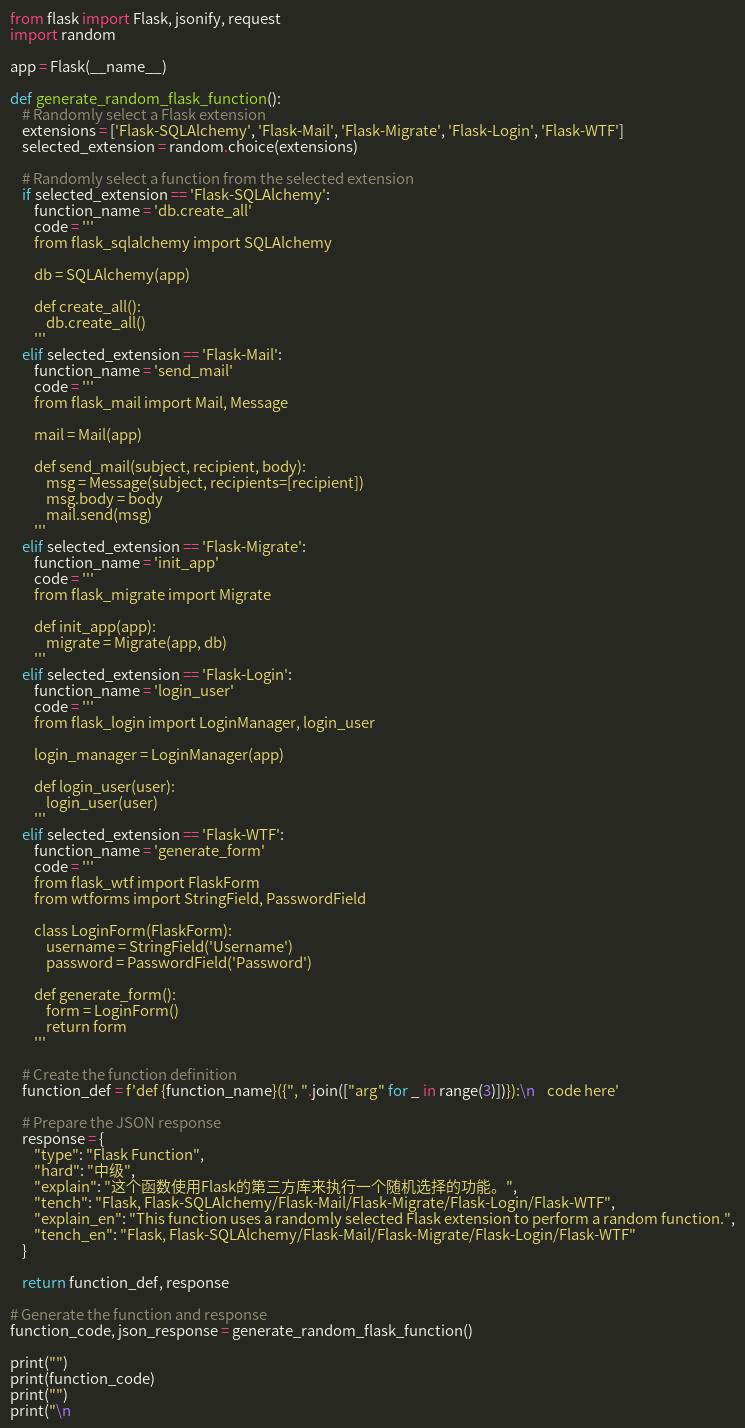 from flask import Flask, jsonify, request
import random

app = Flask(__name__)

def generate_random_flask_function():
   # Randomly select a Flask extension
   extensions = ['Flask-SQLAlchemy', 'Flask-Mail', 'Flask-Migrate', 'Flask-Login', 'Flask-WTF']
   selected_extension = random.choice(extensions)

   # Randomly select a function from the selected extension
   if selected_extension == 'Flask-SQLAlchemy':
      function_name = 'db.create_all'
      code = '''
      from flask_sqlalchemy import SQLAlchemy

      db = SQLAlchemy(app)

      def create_all():
         db.create_all()
      '''
   elif selected_extension == 'Flask-Mail':
      function_name = 'send_mail'
      code = '''
      from flask_mail import Mail, Message

      mail = Mail(app)

      def send_mail(subject, recipient, body):
         msg = Message(subject, recipients=[recipient])
         msg.body = body
         mail.send(msg)
      '''
   elif selected_extension == 'Flask-Migrate':
      function_name = 'init_app'
      code = '''
      from flask_migrate import Migrate

      def init_app(app):
         migrate = Migrate(app, db)
      '''
   elif selected_extension == 'Flask-Login':
      function_name = 'login_user'
      code = '''
      from flask_login import LoginManager, login_user

      login_manager = LoginManager(app)

      def login_user(user):
         login_user(user)
      '''
   elif selected_extension == 'Flask-WTF':
      function_name = 'generate_form'
      code = '''
      from flask_wtf import FlaskForm
      from wtforms import StringField, PasswordField

      class LoginForm(FlaskForm):
         username = StringField('Username')
         password = PasswordField('Password')

      def generate_form():
         form = LoginForm()
         return form
      '''

   # Create the function definition
   function_def = f'def {function_name}({", ".join(["arg" for _ in range(3)])}):\n   code here'

   # Prepare the JSON response
   response = {
      "type": "Flask Function",
      "hard": "中级",
      "explain": "这个函数使用Flask的第三方库来执行一个随机选择的功能。",
      "tench": "Flask, Flask-SQLAlchemy/Flask-Mail/Flask-Migrate/Flask-Login/Flask-WTF",
      "explain_en": "This function uses a randomly selected Flask extension to perform a random function.",
      "tench_en": "Flask, Flask-SQLAlchemy/Flask-Mail/Flask-Migrate/Flask-Login/Flask-WTF"
   }

   return function_def, response

# Generate the function and response
function_code, json_response = generate_random_flask_function()

print("")
print(function_code)
print("")
print("\n